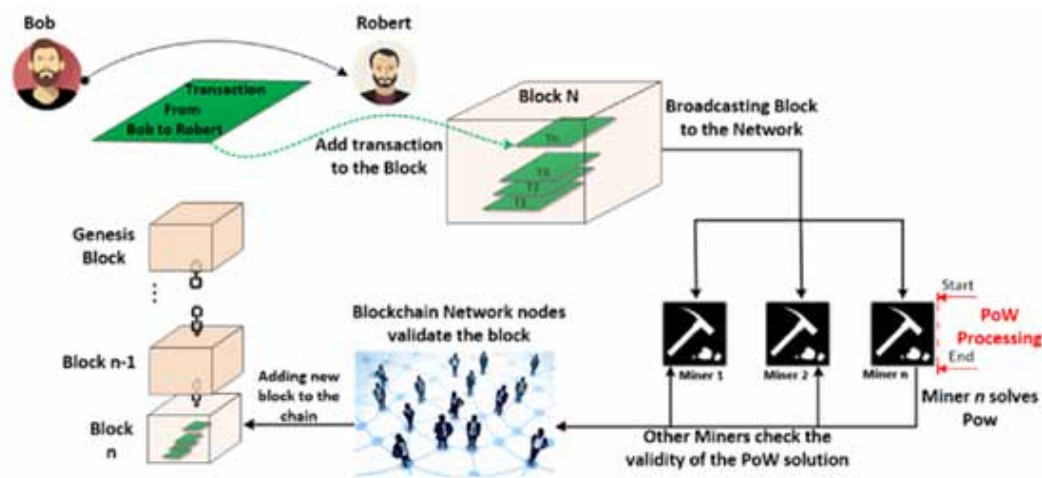 Bob
Robert
Transaction
From
Bob to Robert
Add transaction
to the Block
Block N
Tn
T3
T2
T1
Broadcasting Block
to the Network
Genesis
Block
Block n-1
Block
n
Adding new
block to the
chain
Blockchain Network nodes
validate the block
Miner 1
Miner 2
Miner n
Start
PoW
Processing
End
Miner n solves
Pow
Other Miners check the
validity of the PoW solution